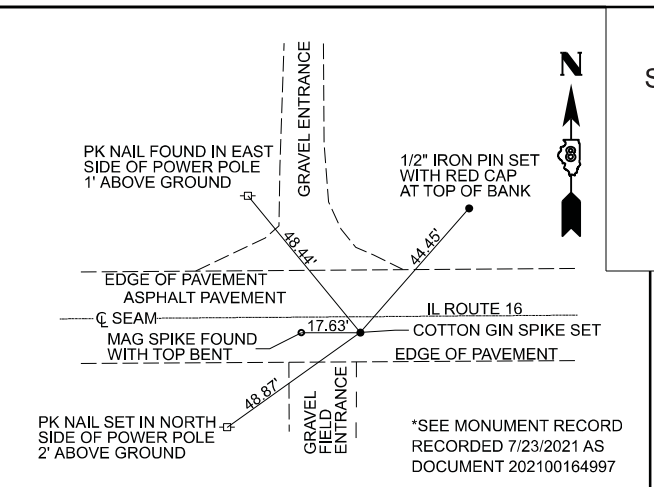 GRAVEL ENTRANCE
N
S
PK NAIL FOUND IN EAST
SIDE OF POWER POLE
1' ABOVE GROUND
1/2" IRON PIN SET
WITH RED CAP
AT TOP OF BANK
48.44'
44.45'
EDGE OF PAVEMENT
ASPHALT PAVEMENT
IL ROUTE 16
℄ SEAM
17.63'
COTTON GIN SPIKE SET
MAG SPIKE FOUND
WITH TOP BENT
EDGE OF PAVEMENT
48.87'
GRAVEL
FIELD
ENTRANCE
PK NAIL SET IN NORTH
SIDE OF POWER POLE
2' ABOVE GROUND
*SEE MONUMENT RECORD
RECORDED 7/23/2021 AS
DOCUMENT 202100164997